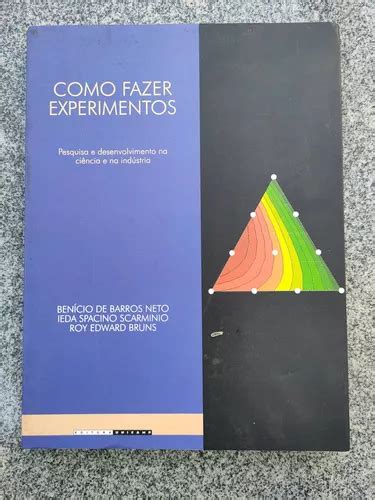 COMO FAZER
EXPERIMENTOS
Pesquisa e desenvolvimento na
ciência e na indústria
BENÍCIO DE BARROS NETO
IEDA SPACINO SCARMINIO
ROY EDWARD BRUNS
EDITORA UNICAMP